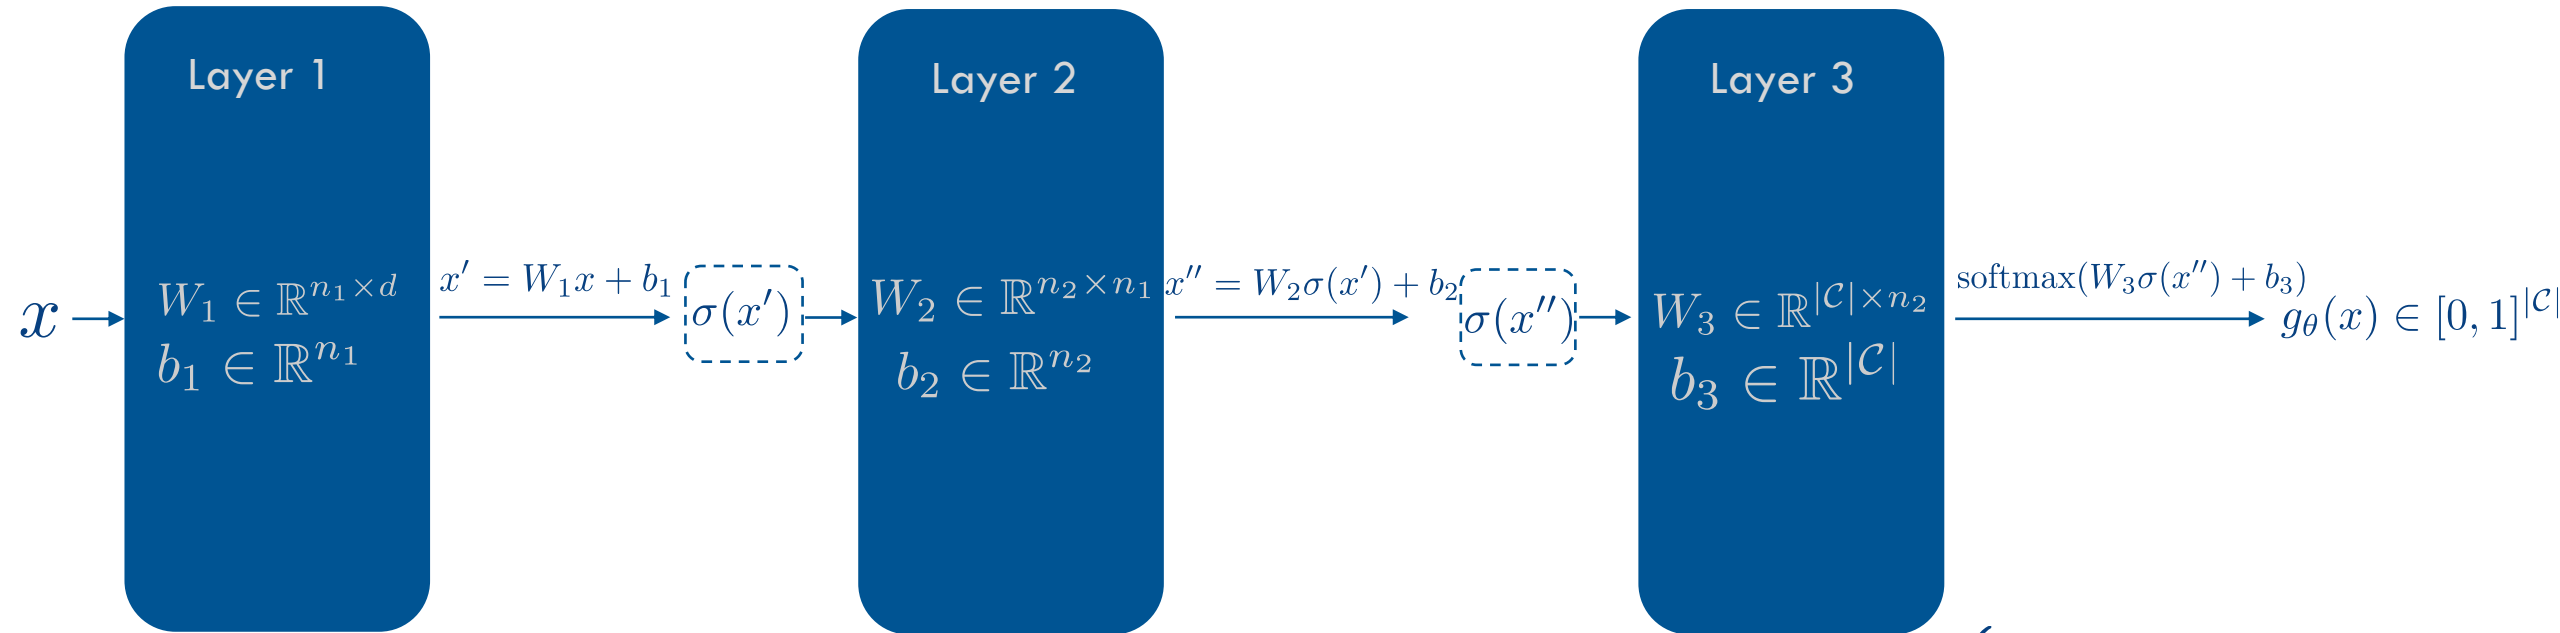 Layer 1
Layer 2
Layer 3
x
W₁ ∈ ℝ^{n₁×d}
b₁ ∈ ℝ^{n₁}
x′ = W₁x + b₁
σ(x′)
W₂ ∈ ℝ^{n₂×n₁}
b₂ ∈ ℝ^{n₂}
x″ = W₂σ(x′) + b₂
σ(x″)
W₃ ∈ ℝ^{|𝒞|×n₂}
b₃ ∈ ℝ^{|𝒞|}
softmax(W₃σ(x″) + b₃)
g_θ(x) ∈ [0, 1]^{|𝒞|}